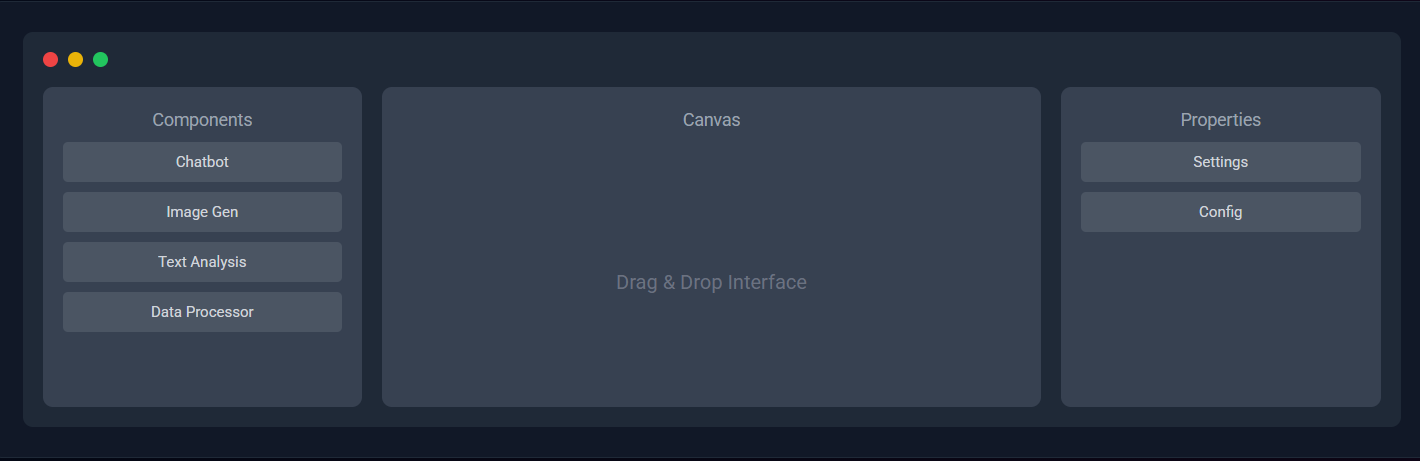 Components
Chatbot
Image Gen
Text Analysis
Data Processor
Canvas
Drag & Drop Interface
Properties
Settings
Config